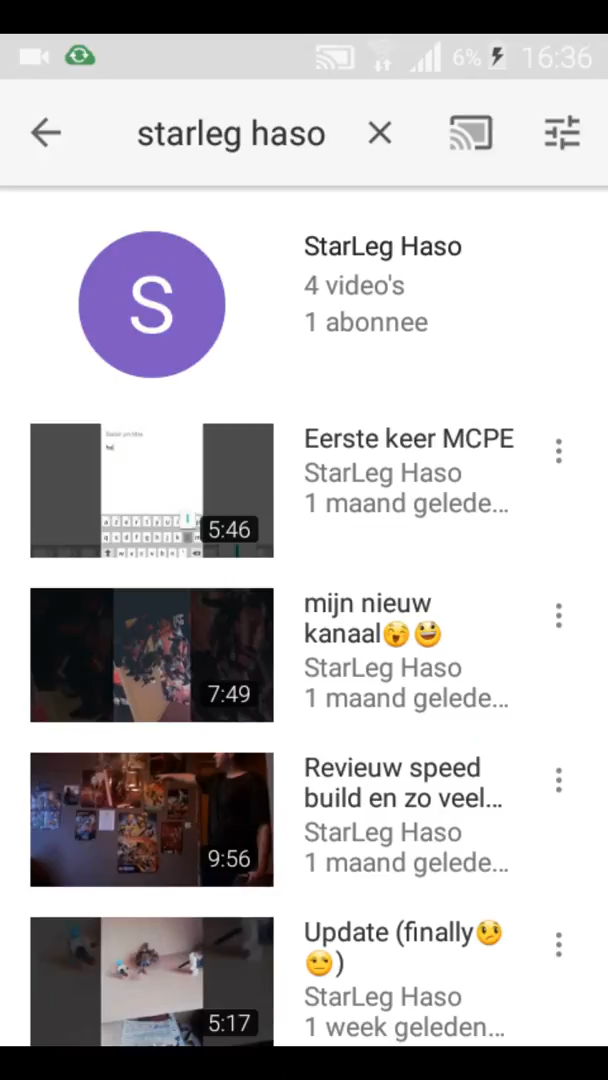 6% 16:36
starleg haso
S
StarLeg Haso
4 video's
1 abonnee
Eerste keer MCPE
StarLeg Haso
1 maand gelede...
5:46
mijn nieuw
kanaal😲😃
StarLeg Haso
1 maand gelede...
7:49
Revieuw speed
build en zo veel...
StarLeg Haso
1 maand gelede...
9:56
Update (finally😞
😒)
StarLeg Haso
1 week geleden...
5:17